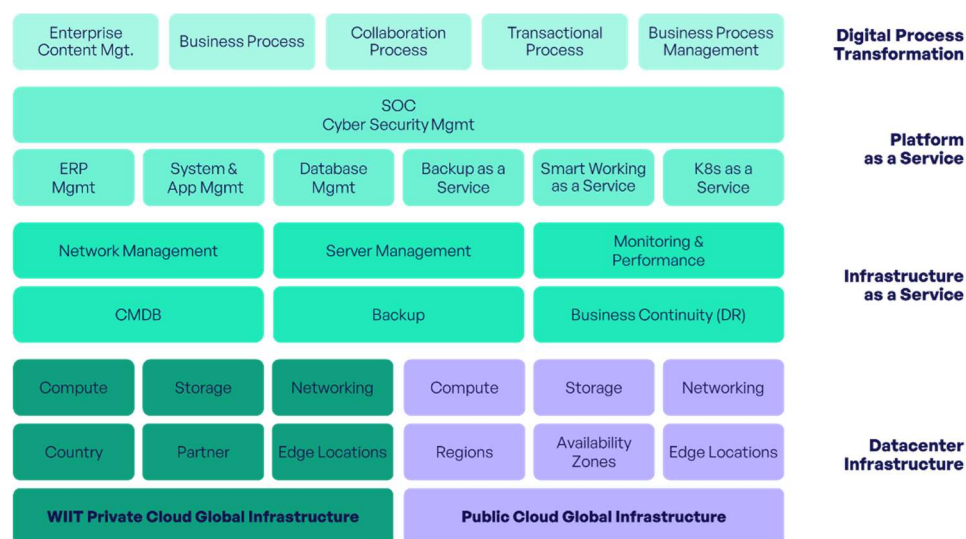 Enterprise
Content Mgt.
Business Process
Collaboration
Process
Transactional
Process
Business Process
Management
Digital Process
Transformation
SOC
Cyber Security Mgmt
ERP
Mgmt
System &
App Mgmt
Database
Mgmt
Backup as a
Service
Smart Working
as a Service
K8s as a
Service
Platform
as a Service
Network Management
Server Management
Monitoring &
Performance
CMDB
Backup
Business Continuity (DR)
Infrastructure
as a Service
Compute
Storage
Networking
Compute
Storage
Networking
Country
Partner
Edge Locations
Regions
Availability
Zones
Edge Locations
WIIT Private Cloud Global Infrastructure
Public Cloud Global Infrastructure
Datacenter
Infrastructure